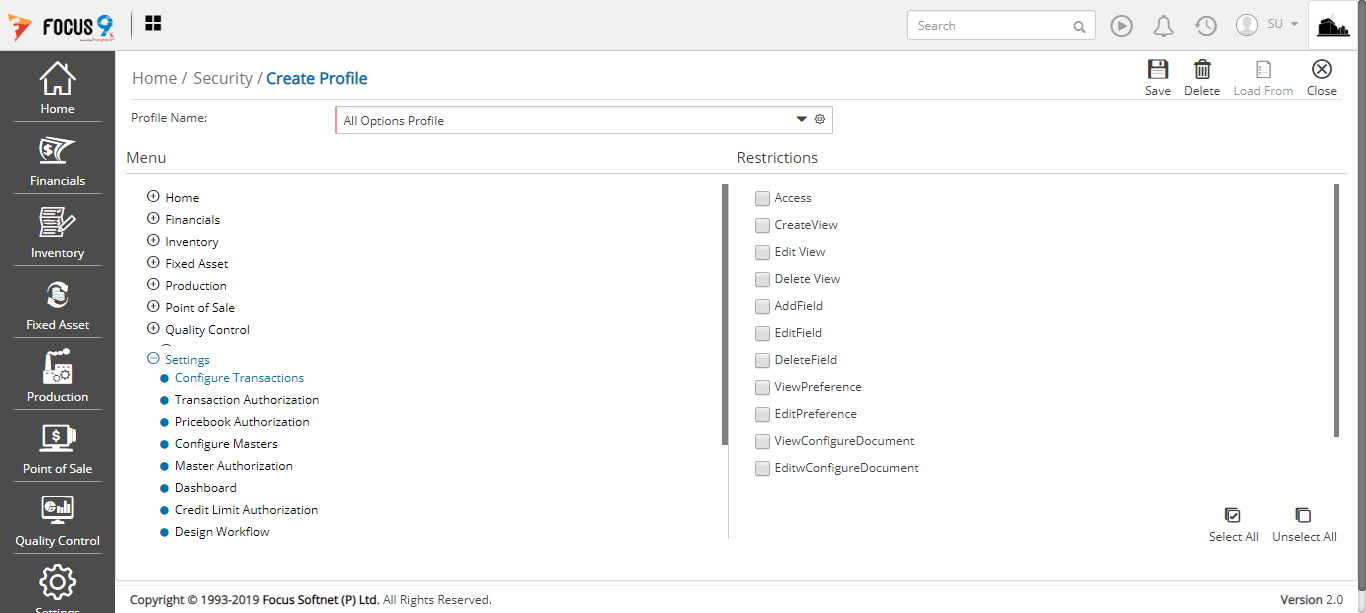 FOCUS 9
Search
SU
Home
Financials
Inventory
Fixed Asset
Production
Point of Sale
Quality Control
Settings
Home / Security / Create Profile
Save Delete Load From Close
Profile Name: All Options Profile
Menu
Home
Financials
Inventory
Fixed Asset
Production
Point of Sale
Quality Control
Settings
Configure Transactions
Transaction Authorization
Pricebook Authorization
Configure Masters
Master Authorization
Dashboard
Credit Limit Authorization
Design Workflow
Restrictions
Access
CreateView
Edit View
Delete View
AddField
EditField
DeleteField
ViewPreference
EditPreference
ViewConfigureDocument
EditwConfigureDocument
Select All Unselect All
Copyright © 1993-2019 Focus Softnet (P) Ltd. All Rights Reserved. Version 2.0